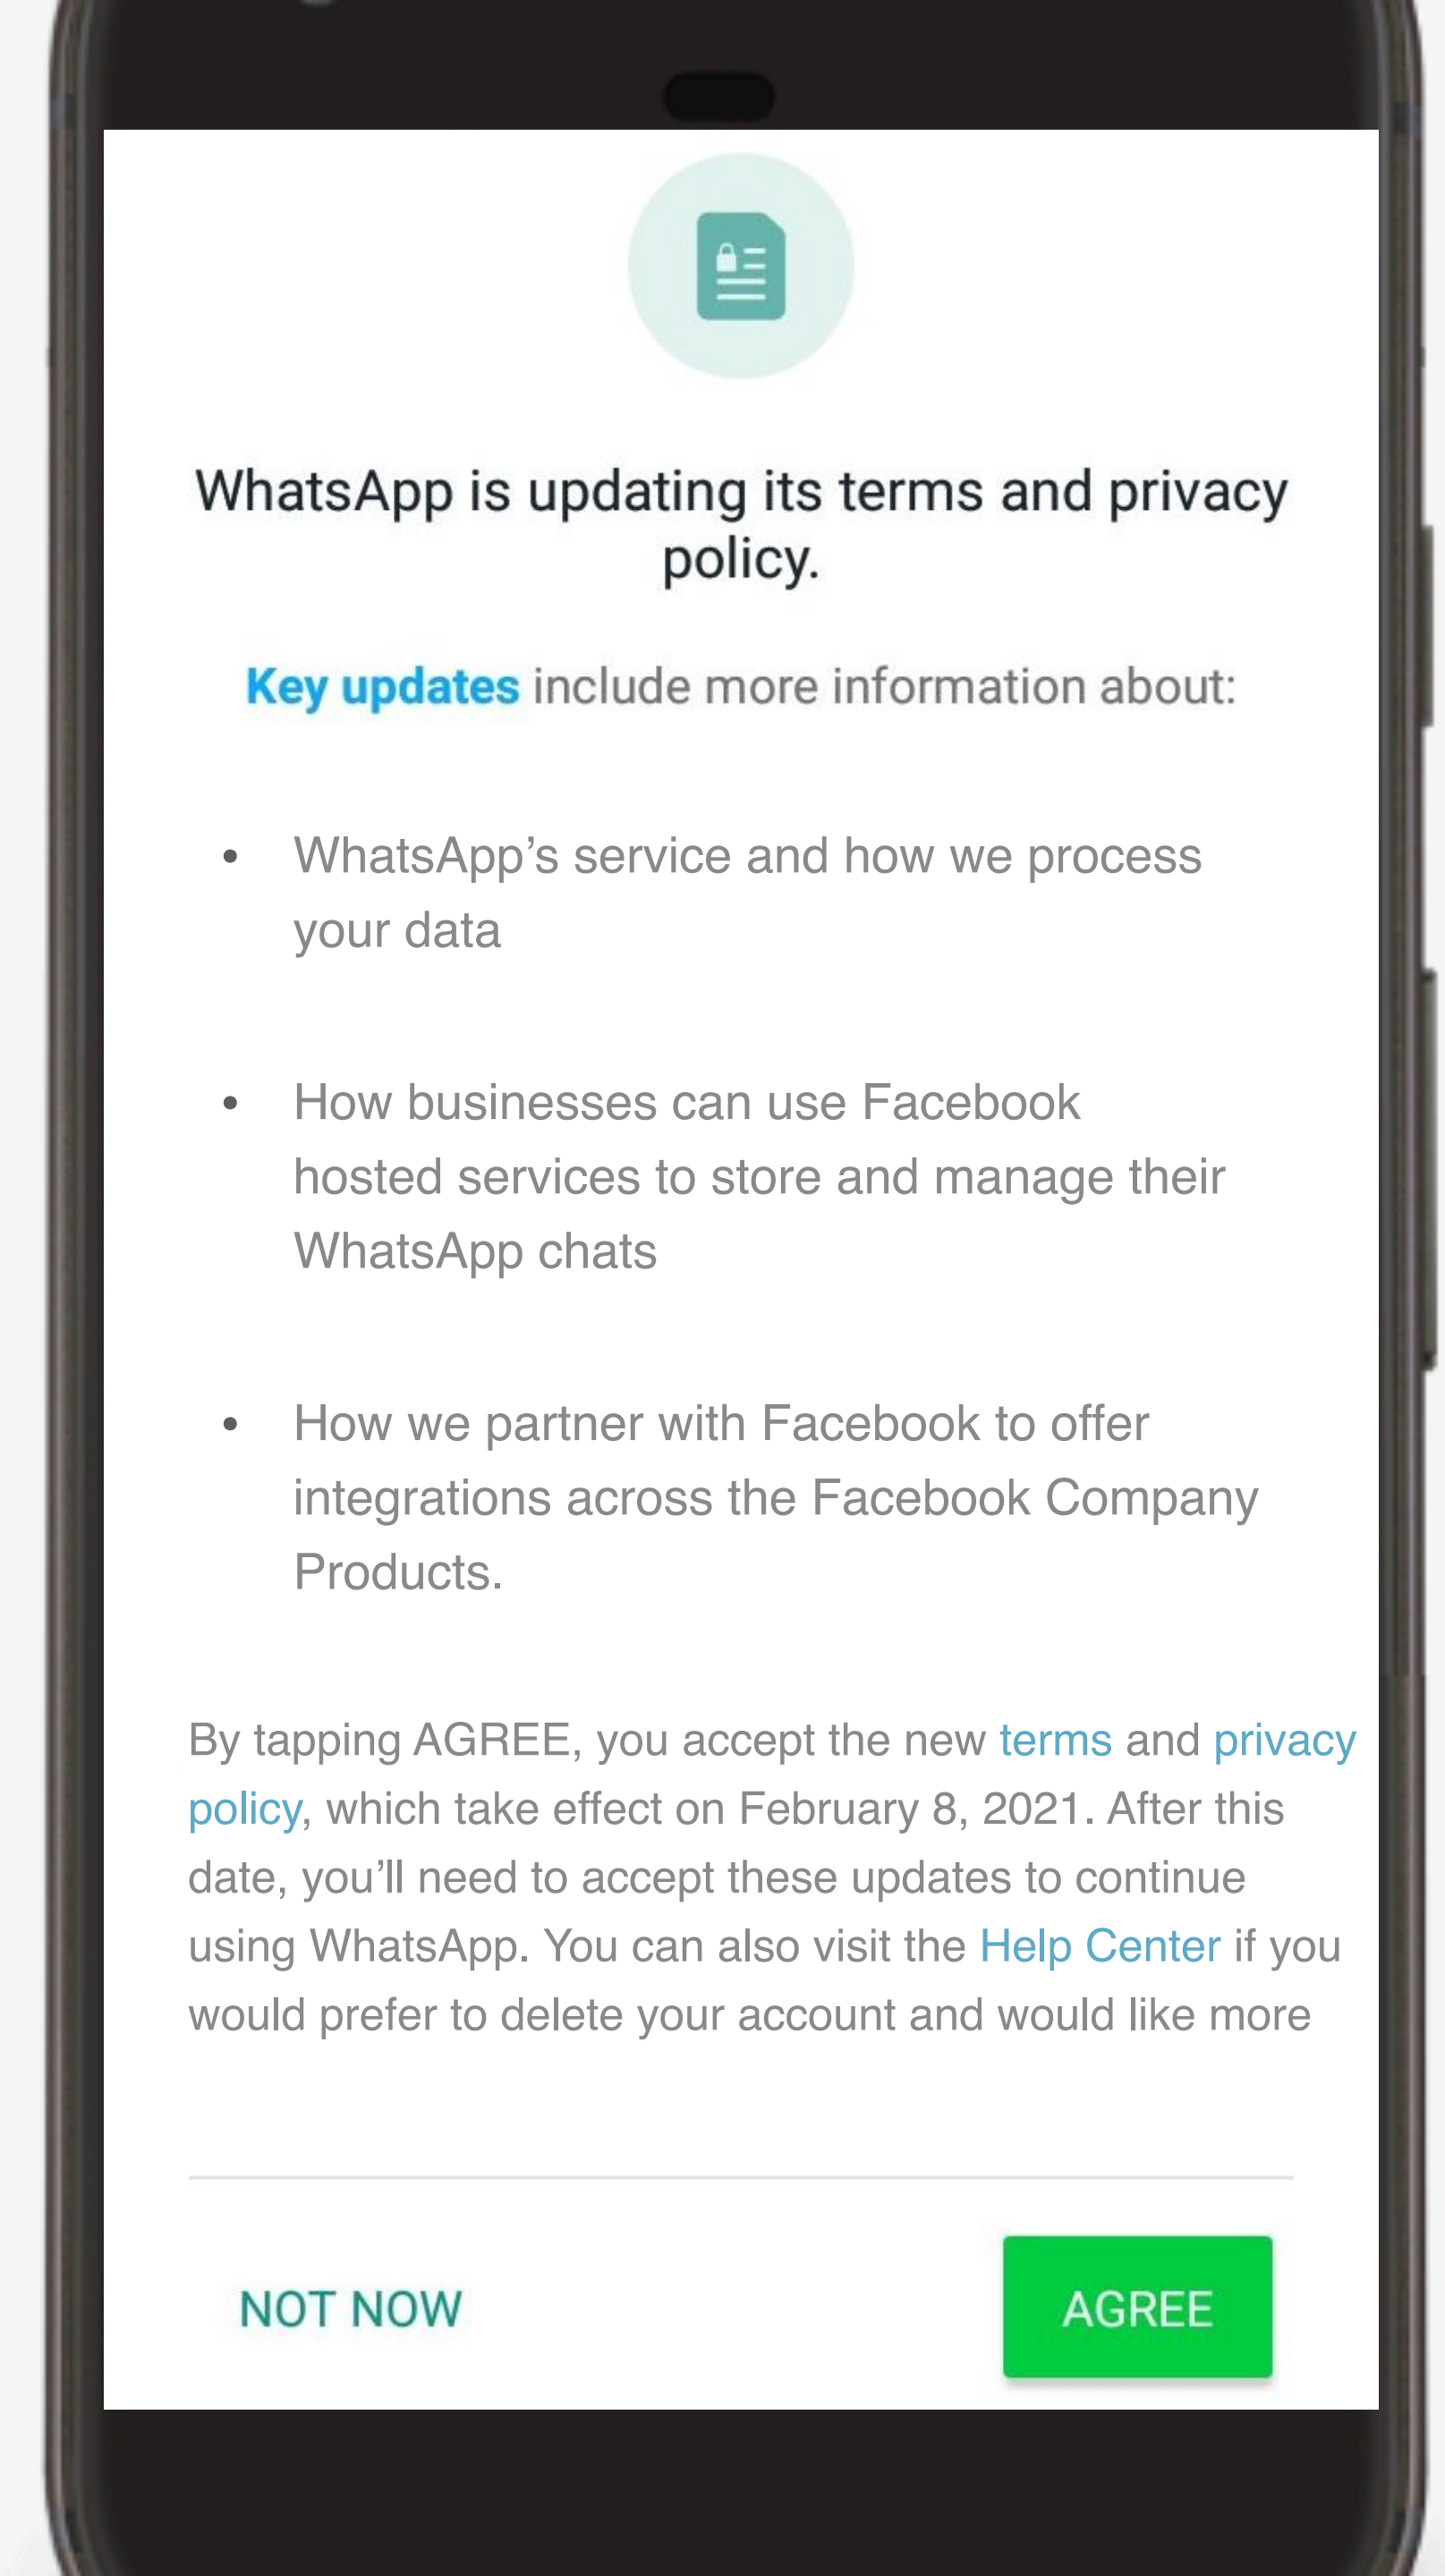 WhatsApp is updating its terms and privacy
policy.
Key updates include more information about:
• WhatsApp’s service and how we process
your data
• How businesses can use Facebook
hosted services to store and manage their
WhatsApp chats
• How we partner with Facebook to offer
integrations across the Facebook Company
Products.
By tapping AGREE, you accept the new terms and privacy
policy, which take effect on February 8, 2021. After this
date, you’ll need to accept these updates to continue
using WhatsApp. You can also visit the Help Center if you
would prefer to delete your account and would like more
NOT NOW
AGREE